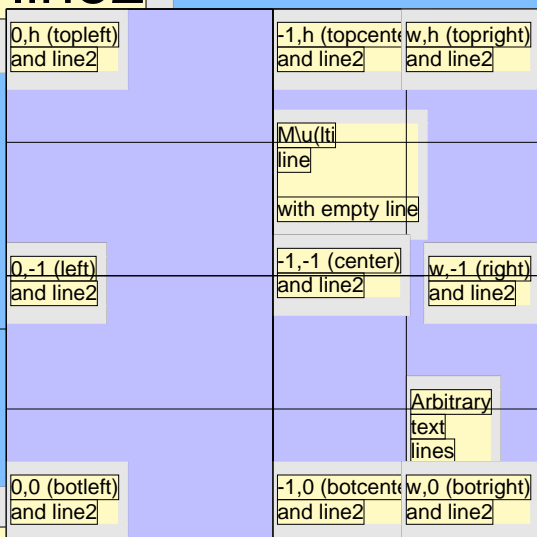 line2
0,h (topleft)
and line2
-1,h (topcente
and line2
w,h (topright)
and line2
M\u(lti
line
with empty line
0,-1 (left)
and line2
-1,-1 (center)
and line2
w,-1 (right)
and line2
Arbitrary
text
lines
0,0 (botleft)
and line2
-1,0 (botcente
and line2
w,0 (botright)
and line2